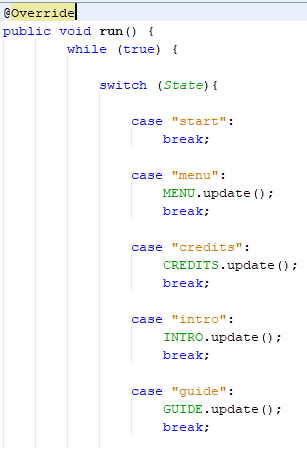 @Override
public void run() {
while (true) {
switch (State){
case "start":
break;
case "menu":
MENU.update();
break;
case "credits":
CREDITS.update();
break;
case "intro":
INTRO.update();
break;
case "guide":
GUIDE.update();
break;